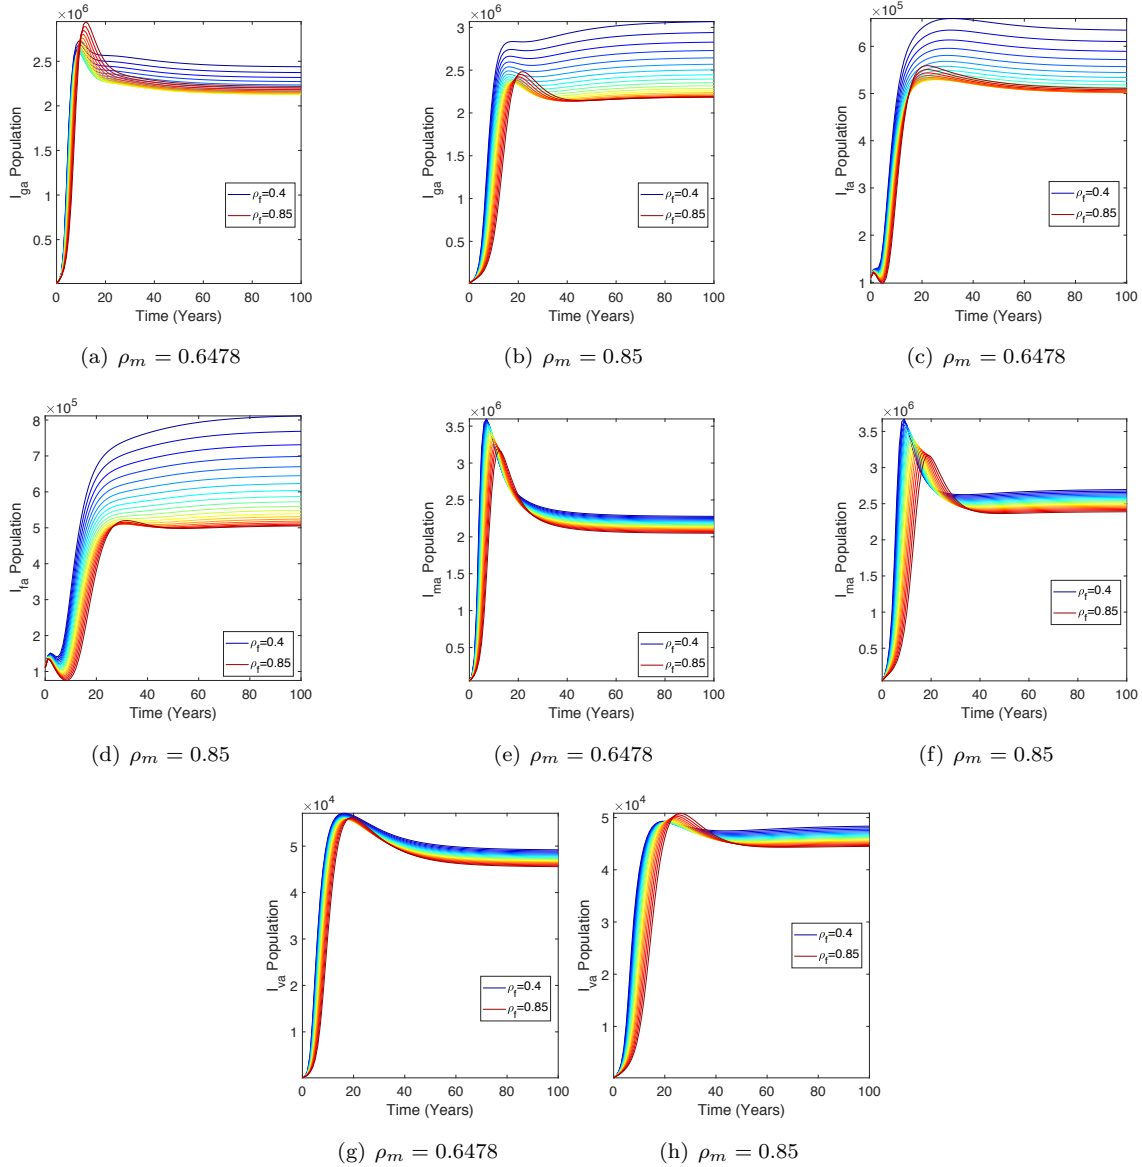 ×10^6
I_ga Population
2.5
2
1.5
1
0.5
0 20 40 60 80 100
Time (Years)
ρ_f=0.4
ρ_f=0.85
(a) ρ_m = 0.6478
×10^6
I_ga Population
3
2.5
2
1.5
1
0.5
0 20 40 60 80 100
Time (Years)
ρ_f=0.4
ρ_f=0.85
(b) ρ_m = 0.85
×10^5
I_fa Population
6
5
4
3
2
1
0 20 40 60 80 100
Time (Years)
ρ_f=0.4
ρ_f=0.85
(c) ρ_m = 0.6478
×10^5
I_fa Population
8
7
6
5
4
3
2
1
0 20 40 60 80 100
Time (Years)
ρ_f=0.4
ρ_f=0.85
(d) ρ_m = 0.85
×10^6
I_ma Population
3.5
3
2.5
2
1.5
1
0.5
0 20 40 60 80 100
Time (Years)
ρ_f=0.4
ρ_f=0.85
(e) ρ_m = 0.6478
×10^6
I_ma Population
3.5
3
2.5
2
1.5
1
0.5
0 20 40 60 80 100
Time (Years)
ρ_f=0.4
ρ_f=0.85
(f) ρ_m = 0.85
×10^4
I_va Population
5
4
3
2
1
0 20 40 60 80 100
Time (Years)
ρ_f=0.4
ρ_f=0.85
(g) ρ_m = 0.6478
×10^4
I_va Population
5
4
3
2
1
0 20 40 60 80 100
Time (Years)
ρ_f=0.4
ρ_f=0.85
(h) ρ_m = 0.85